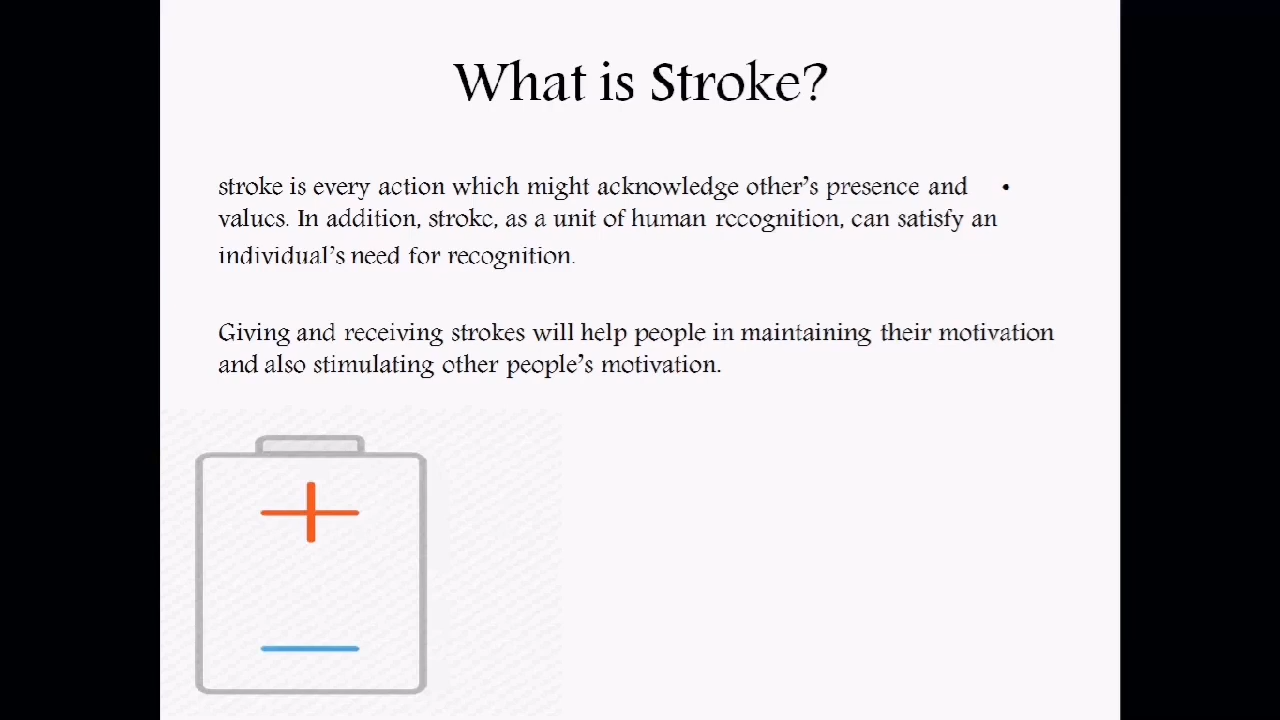 What is Stroke?
stroke is every action which might acknowledge other's presence and •
values. In addition, stroke, as a unit of human recognition, can satisfy an
individual's need for recognition.
Giving and receiving strokes will help people in maintaining their motivation
and also stimulating other people's motivation.